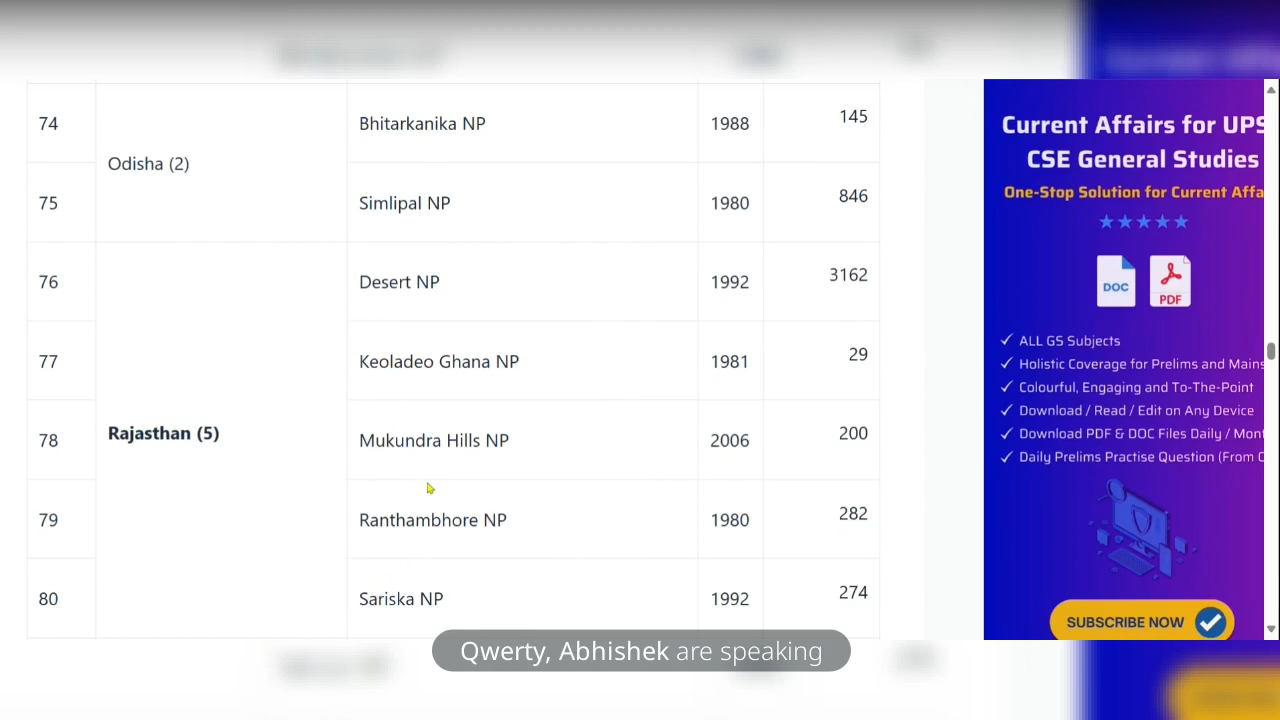 74 Odisha (2) Bhitarkanika NP 1988 145
75 Simlipal NP 1980 846
76 Rajasthan (5) Desert NP 1992 3162
77 Keoladeo Ghana NP 1981 29
78 Mukundra Hills NP 2006 200
79 Ranthambhore NP 1980 282
80 Sariska NP 1992 274
Current Affairs for UPS
CSE General Studies
One-Stop Solution for Current Affa
DOC
PDF
✓ ALL GS Subjects
✓ Holistic Coverage for Prelims and Mains
✓ Colourful, Engaging and To-The-Point
✓ Download / Read / Edit on Any Device
✓ Download PDF & DOC Files Daily / Mon
✓ Daily Prelims Practise Question (From
SUBSCRIBE NOW
Qwerty, Abhishek are speaking